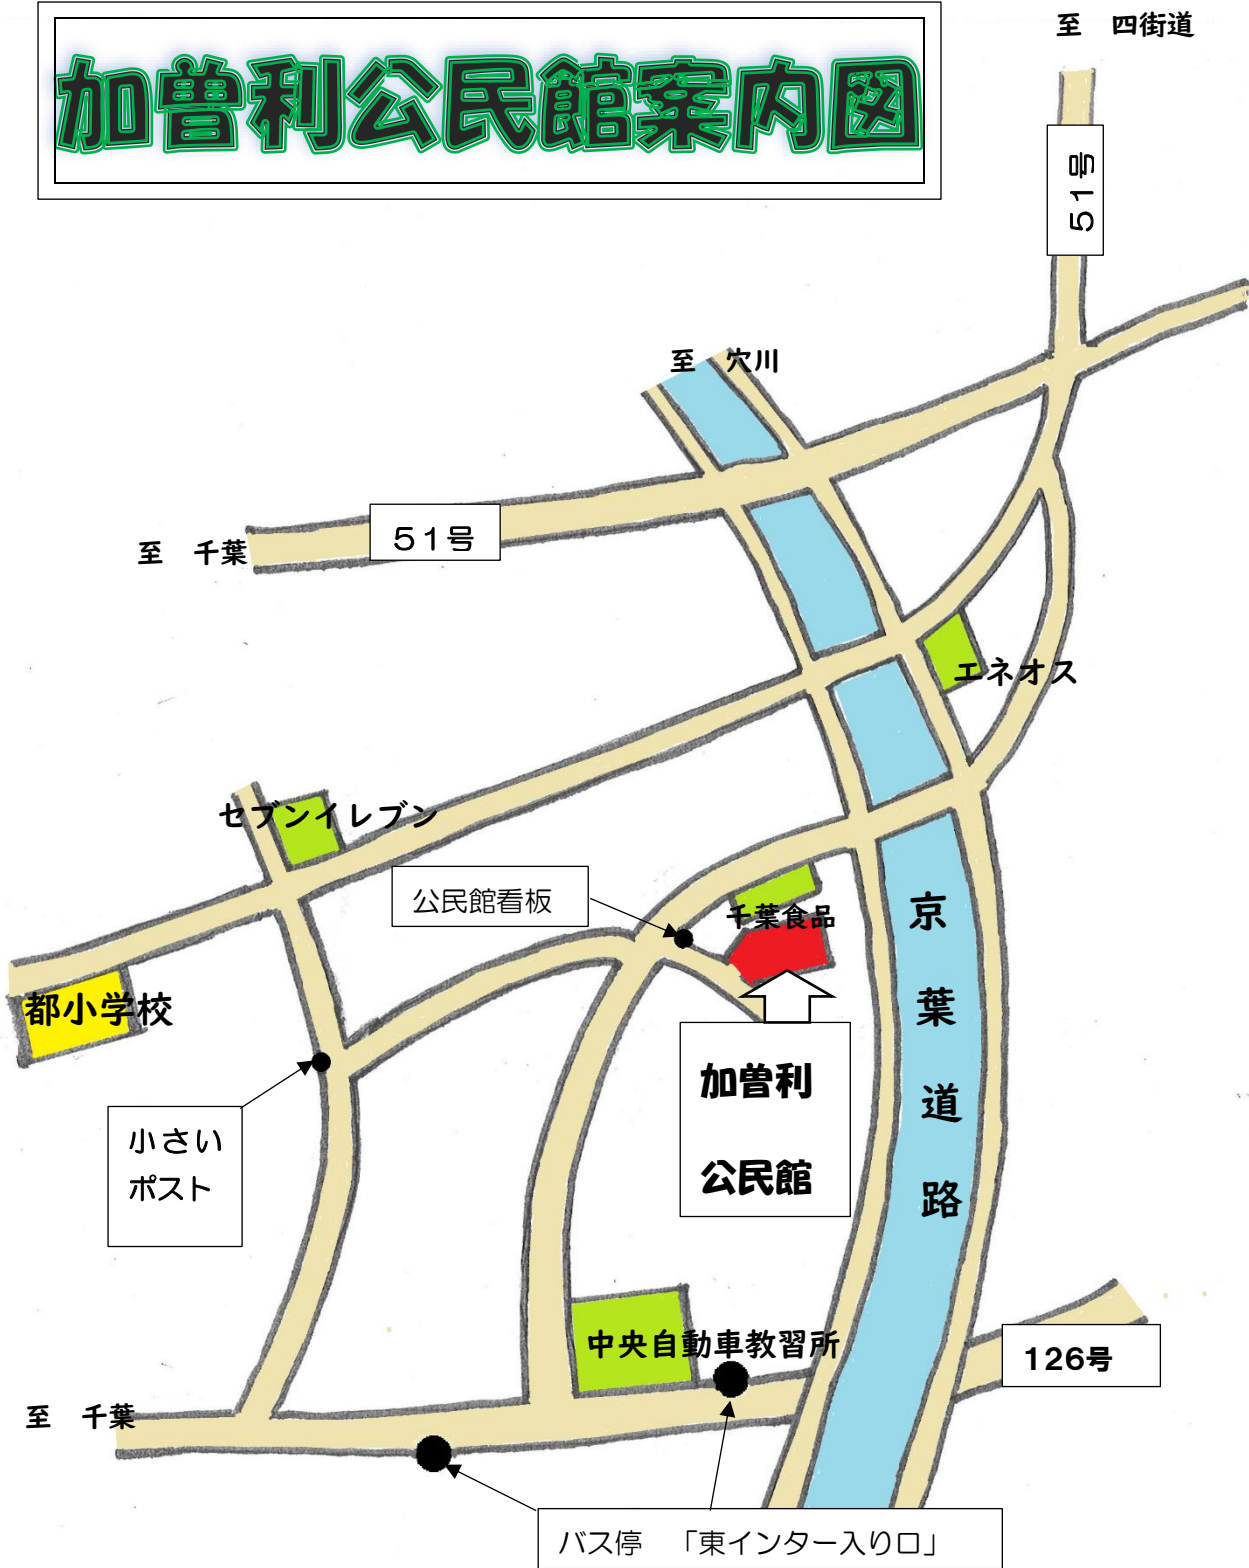 加曽利公民館案内図
至　四街道
51号
至　穴川
51号
至　千葉
エネオス
セブンイレブン
公民館看板
千葉食品
京葉道路
都小学校
加曽利
公民館
小さい
ポスト
中央自動車教習所
126号
至　千葉
バス停　「東インター入り口」